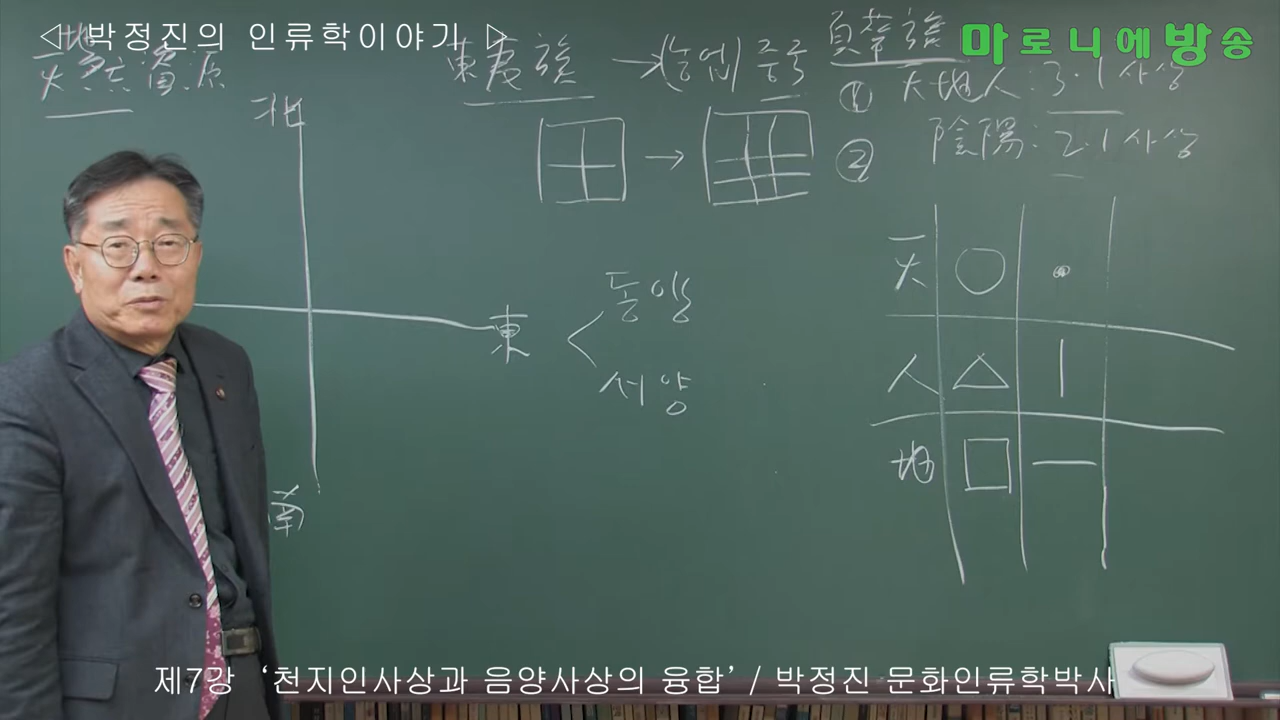 ◁ 박정진의 인류학이야기 ▷
마로니에방송
資源
東夷族 → (농업) 중국
① 天地人: 3·1 사상
② 陰陽: 2·1 사상
北
東
南
동양
서양
天
人
地
제7강 ‘천지인사상과 음양사상의 융합’ / 박정진 문화인류학박사